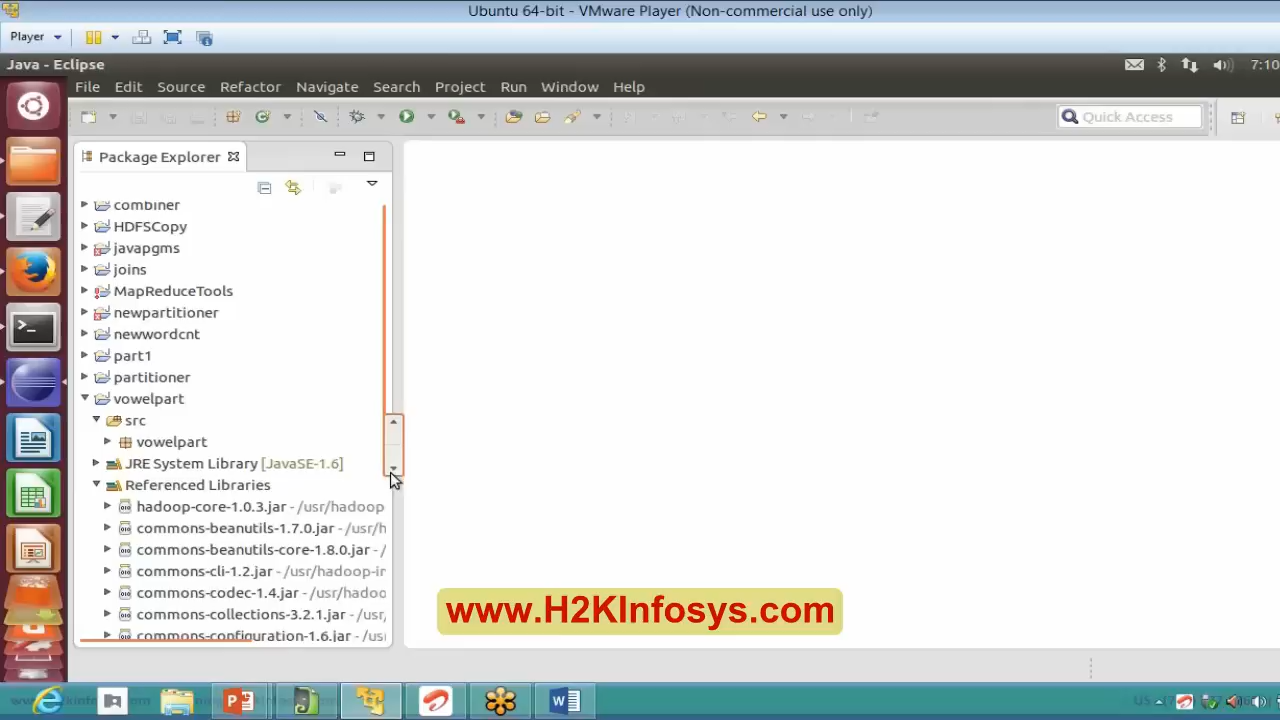 Ubuntu 64-bit - VMware Player (Non-commercial use only)
Player
Java - Eclipse
7:10
File Edit Source Refactor Navigate Search Project Run Window Help
Quick Access
Package Explorer
combiner
HDFSCopy
javapgms
joins
MapReduceTools
newpartitioner
newwordcnt
part1
partitioner
vowelpart
src
vowelpart
JRE System Library [JavaSE-1.6]
Referenced Libraries
hadoop-core-1.0.3.jar - /usr/hadoop
commons-beanutils-1.7.0.jar - /usr/h
commons-beanutils-core-1.8.0.jar - /
commons-cli-1.2.jar - /usr/hadoop-in
commons-codec-1.4.jar - /usr/hadoo
commons-collections-3.2.1.jar - /usr/
commons-configuration-1.6.jar - /usr
www.H2KInfosys.com